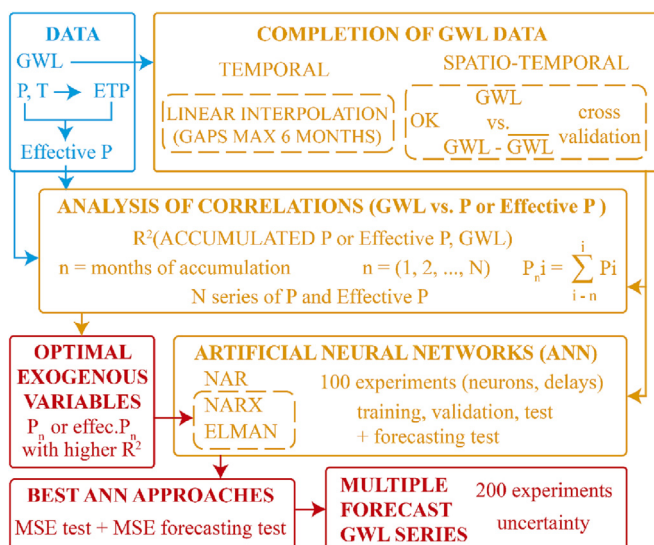 DATA
GWL
P, T → ETP
Effective P
COMPLETION OF GWL DATA
TEMPORAL
LINEAR INTERPOLATION
(GAPS MAX 6 MONTHS)
SPATIO-TEMPORAL
OK
GWL
vs.
GWL - G̅W̅L̅
cross
validation
ANALYSIS OF CORRELATIONS (GWL vs. P or Effective P )
R²(ACCUMULATED P or Effective P, GWL)
n = months of accumulation
n = (1, 2, ..., N)
Pₙi = ∑ Pi
i
i - n
N series of P and Effective P
OPTIMAL
EXOGENOUS
VARIABLES
Pₙ or effec.Pₙ
with higher R²
ARTIFICIAL NEURAL NETWORKS (ANN)
NAR
NARX
ELMAN
100 experiments (neurons, delays)
training, validation, test
+ forecasting test
BEST ANN APPROACHES
MSE test + MSE forecasting test
MULTIPLE
FORECAST
GWL SERIES
200 experiments
uncertainty